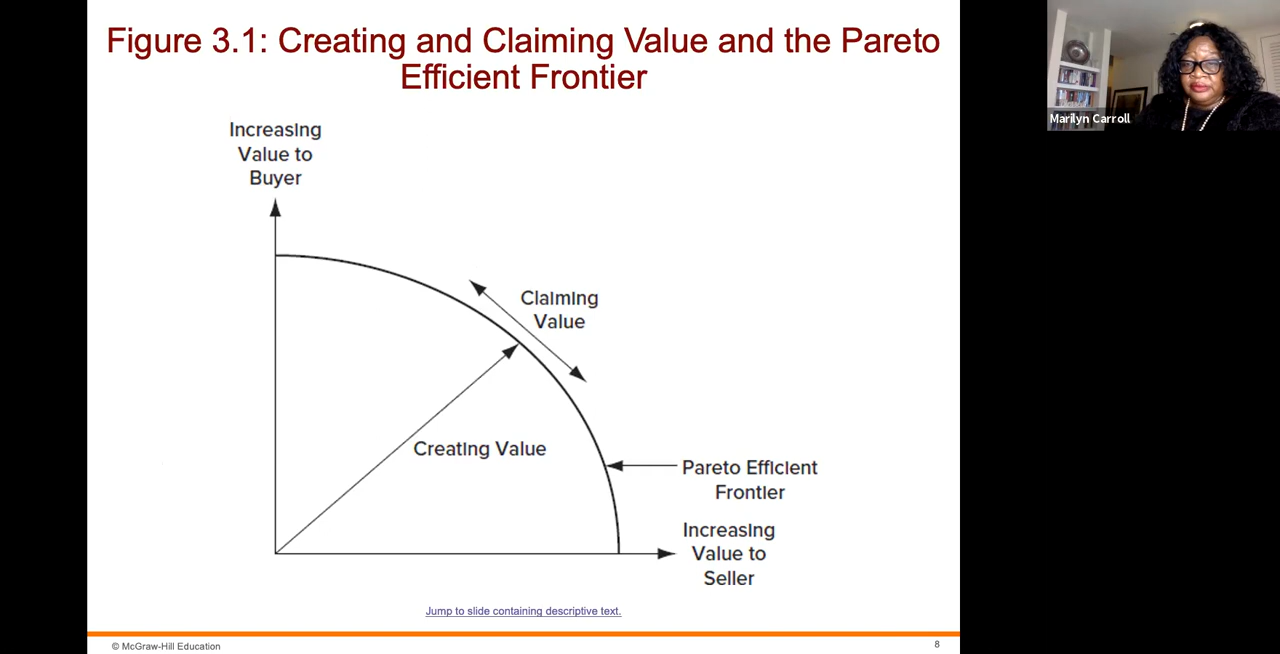 Figure 3.1: Creating and Claiming Value and the Pareto
Efficient Frontier
Marilyn Carroll
Increasing
Value to
Buyer
Claiming
Value
Creating Value
Pareto Efficient
Frontier
Increasing
Value to
Seller
Jump to slide containing descriptive text.
© McGraw-Hill Education
8